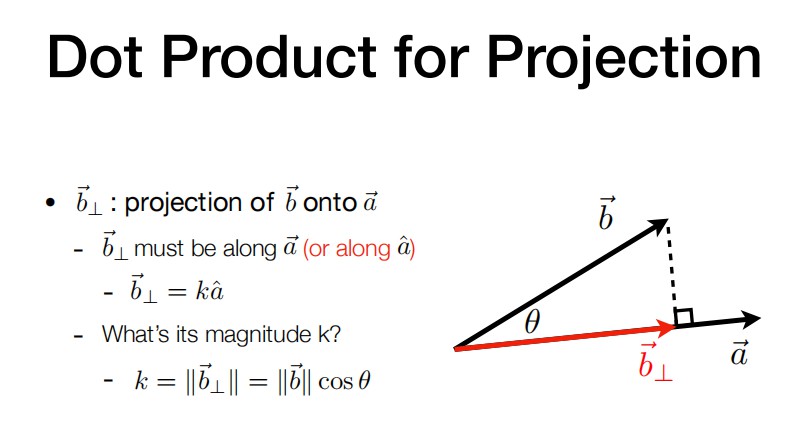 Dot Product for Projection
• $\vec{b}_\perp$ : projection of $\vec{b}$ onto $\vec{a}$
- $\vec{b}_\perp$ must be along $\vec{a}$ (or along $\hat{a}$)
- $\vec{b}_\perp = k\hat{a}$
- What's its magnitude k?
- $k = \|\vec{b}_\perp\| = \|\vec{b}\| \cos\theta$
$\vec{b}$
$\theta$
$\vec{b}_\perp$
$\vec{a}$